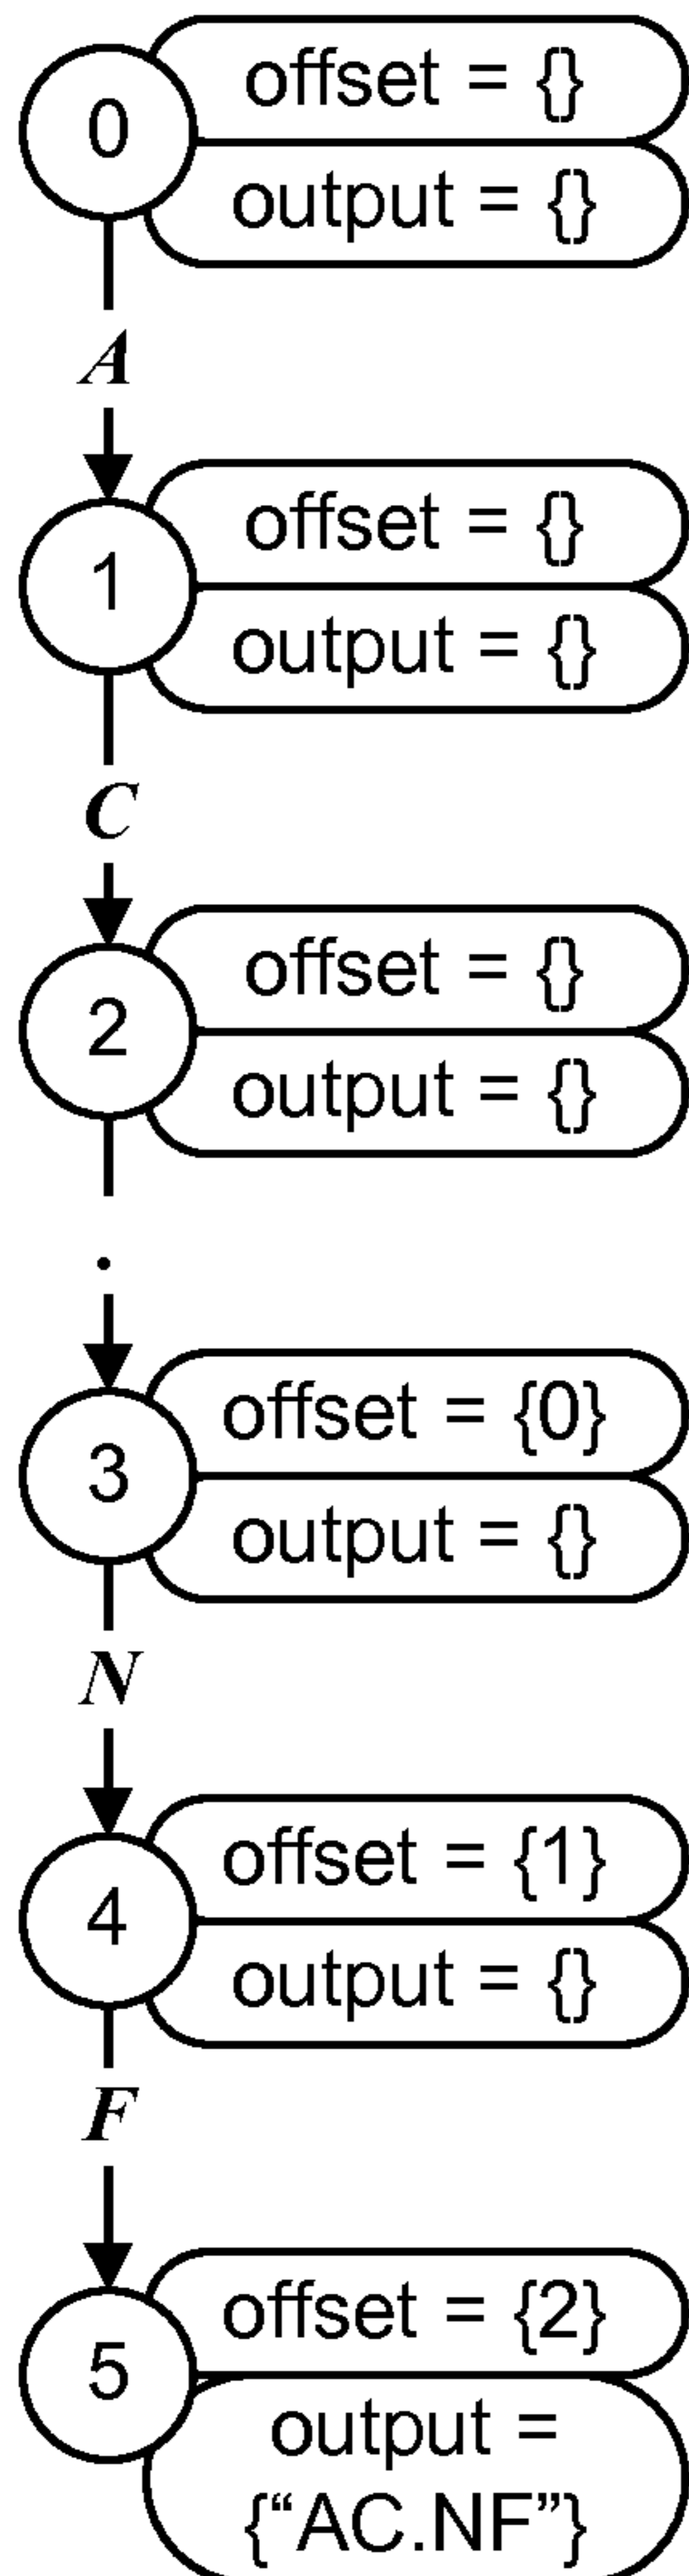 0
offset = {}
output = {}
A
1
offset = {}
output = {}
C
2
offset = {}
output = {}
.
3
offset = {0}
output = {}
N
4
offset = {1}
output = {}
F
5
offset = {2}
output =
{“AC.NF”}